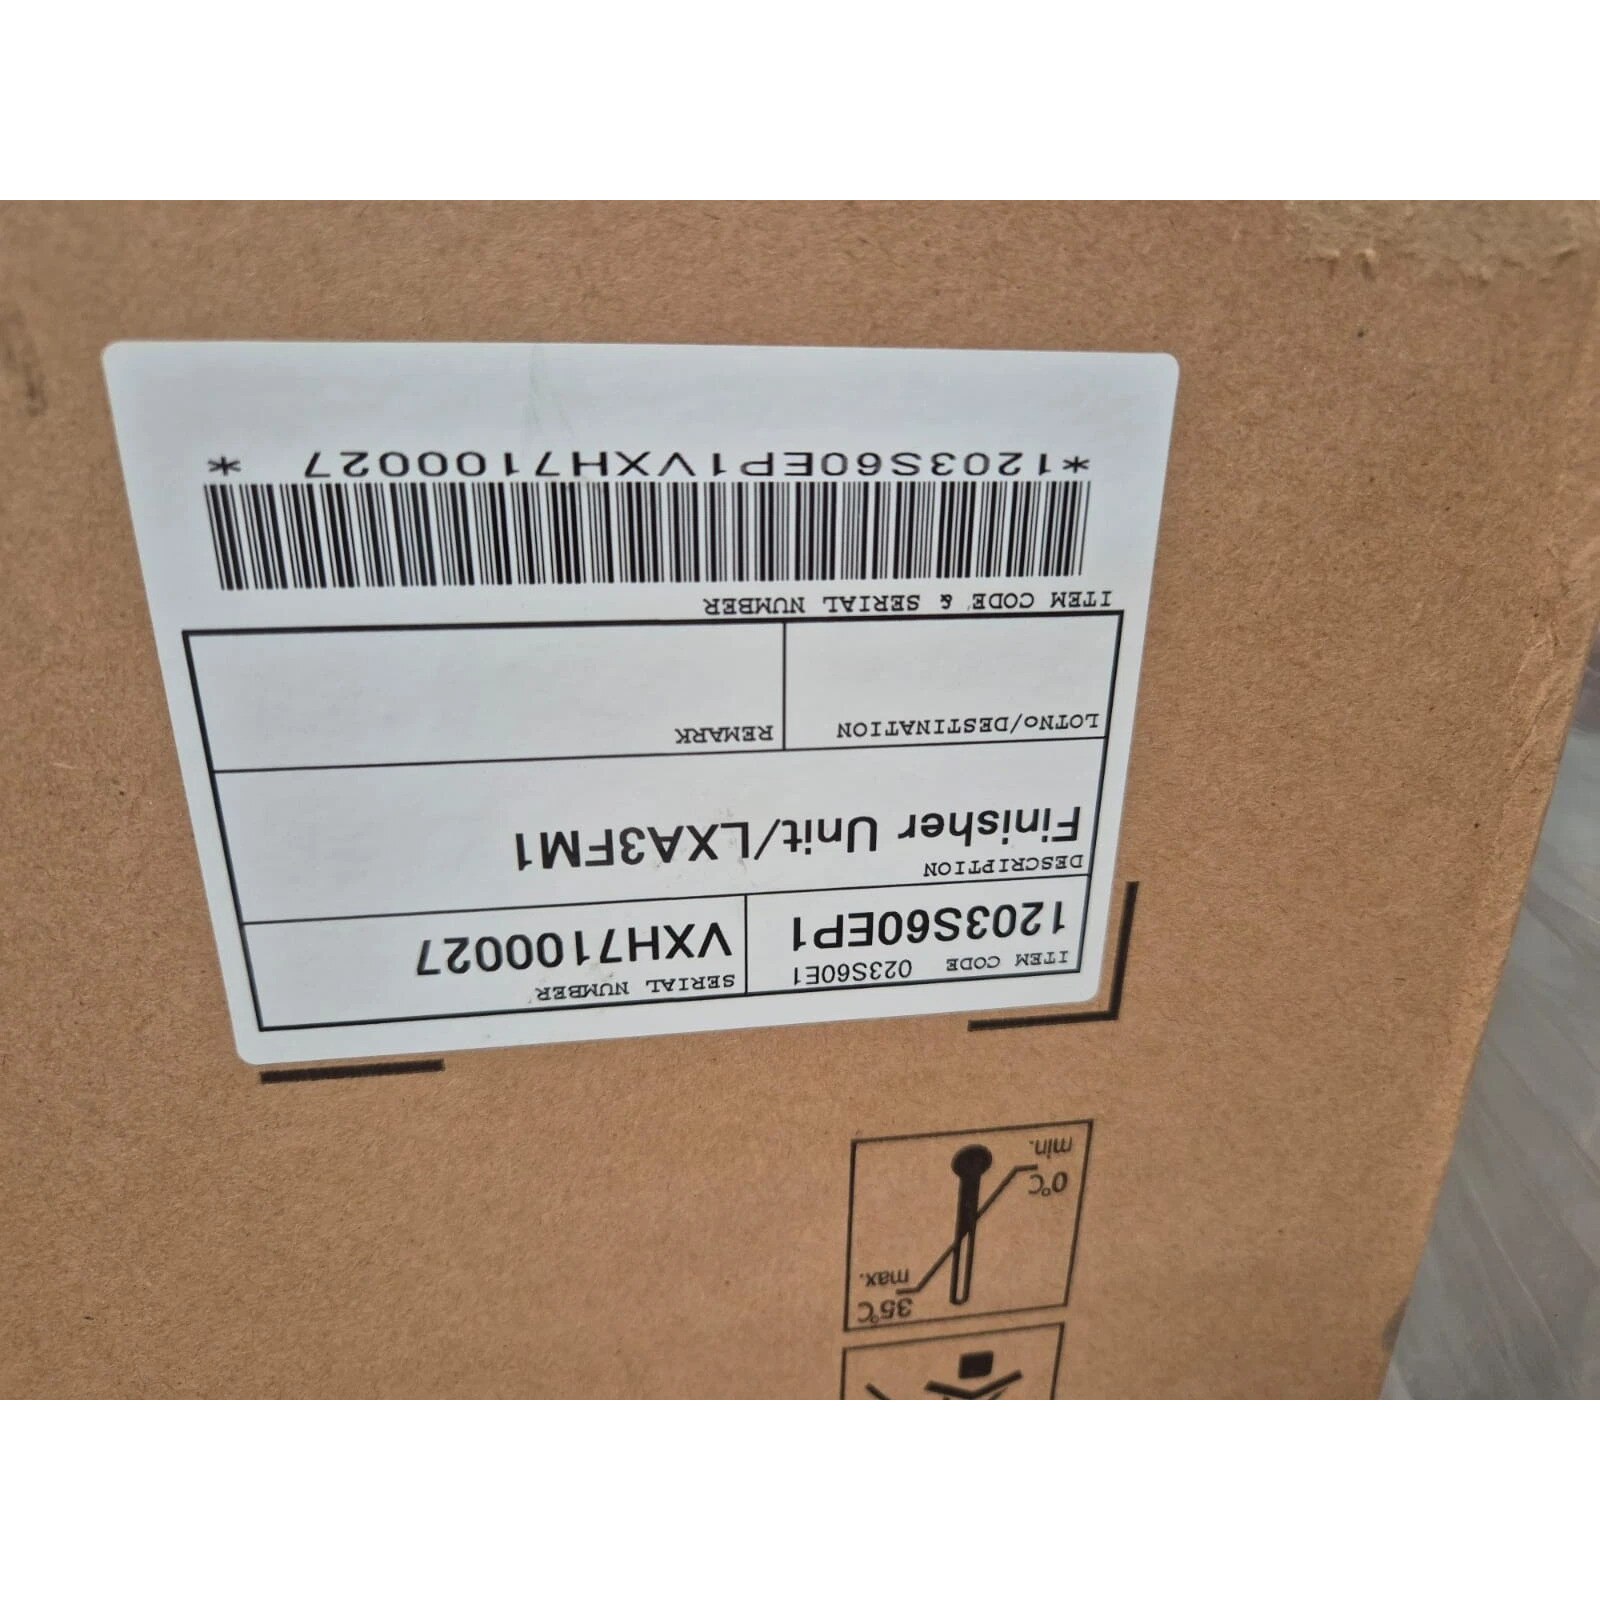 ITEM CODE 023S60E1
1203S60EP1
SERIAL NUMBER
VXH7100027
DESCRIPTION
Finisher Unit/LXA3FM1
LOTNo/DESTINATION
REMARK
ITEM CODE & SERIAL NUMBER
*1203S60EP1VXH7100027 *
35°C
max.
0°C
min.